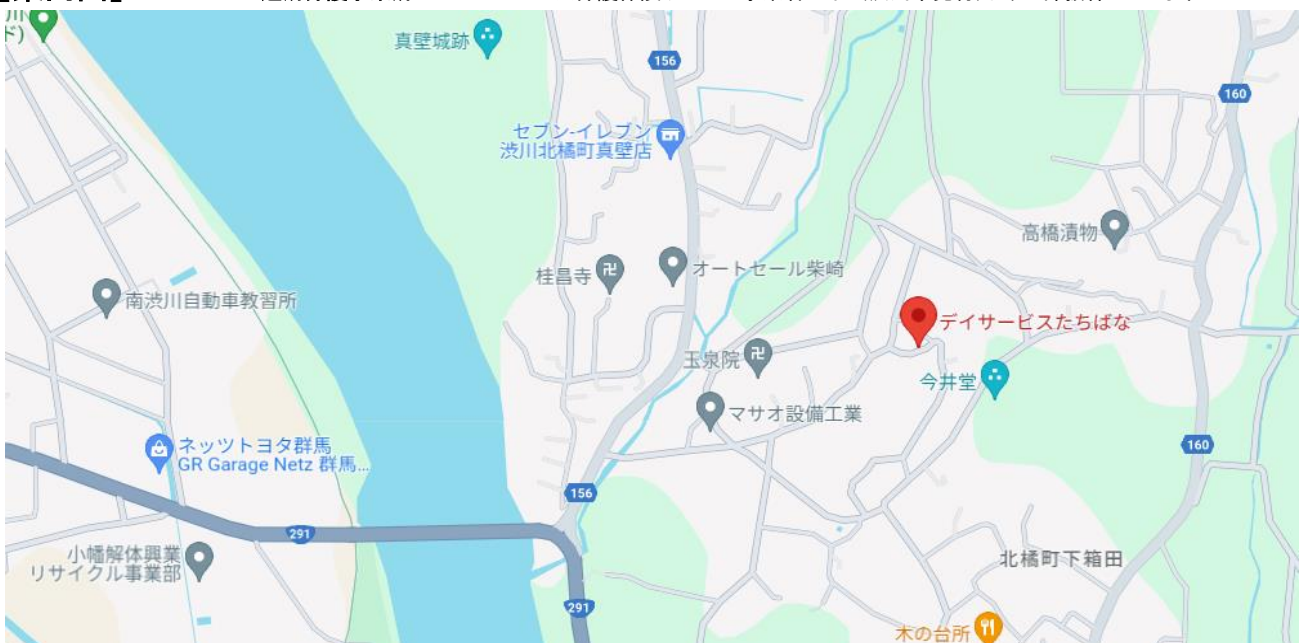 川
ド)
真壁城跡
156
160
セブン-イレブン
渋川北橘町真壁店
高橋漬物
桂昌寺
オートセール柴崎
南渋川自動車教習所
デイサービスたちばな
玉泉院
今井堂
マサオ設備工業
ネッツトヨタ群馬
GR Garage Netz 群馬...
160
156
291
小幡解体興業
リサイクル事業部
北橘町下箱田
291
木の台所